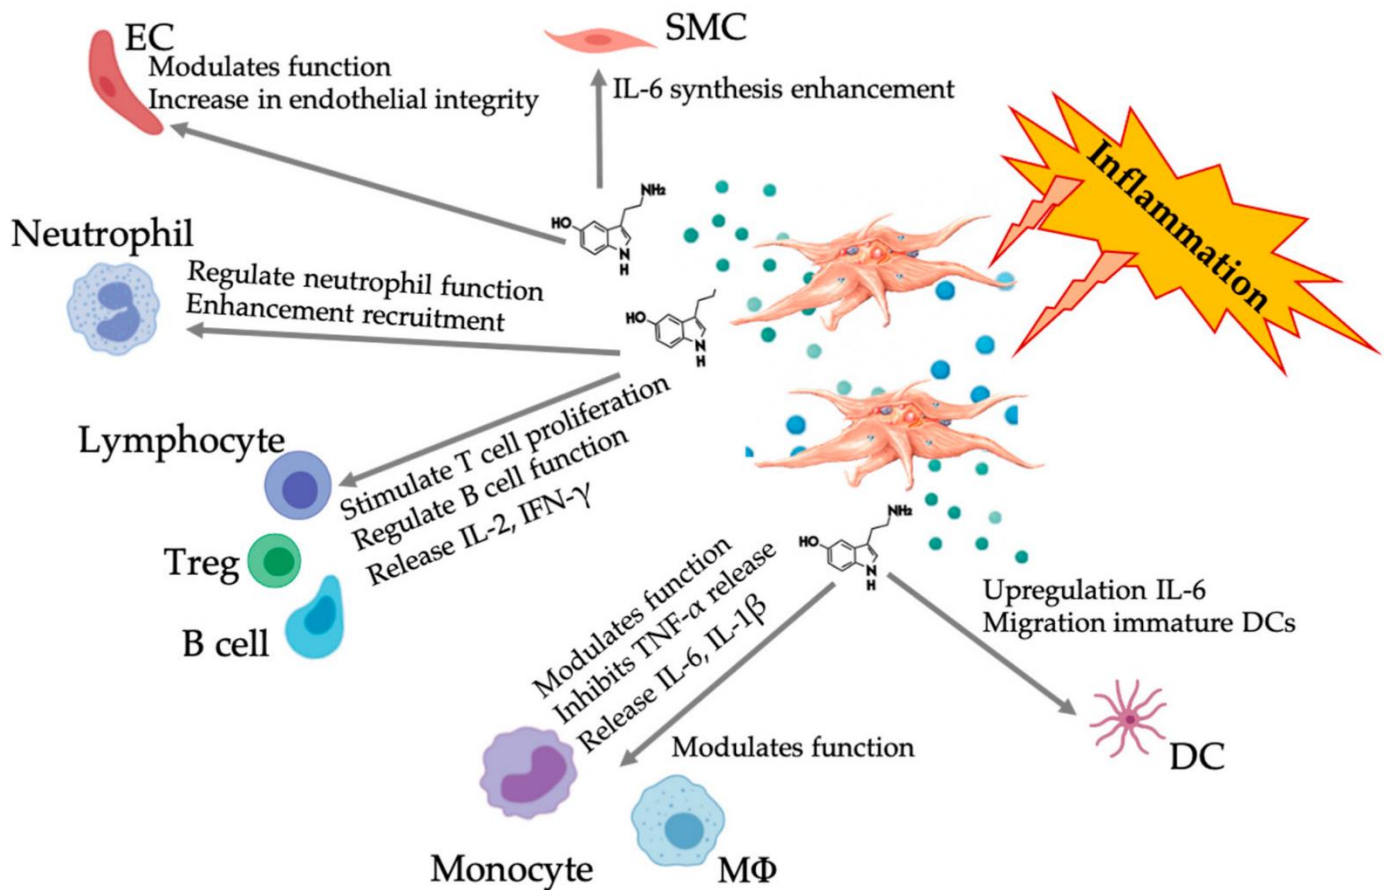 EC
Modulates function
Increase in endothelial integrity
SMC
IL-6 synthesis enhancement
Inflammation
NH₂
HO
N
H
Neutrophil
Regulate neutrophil function
Enhancement recruitment
HO
N
H
Lymphocyte
Stimulate T cell proliferation
Regulate B cell function
Release IL-2, IFN-γ
Treg
B cell
NH₂
HO
N
H
Modulates function
Inhibits TNF-α release
Release IL-6, IL-1β
Upregulation IL-6
Migration immature DCs
Modulates function
DC
Monocyte
MΦ